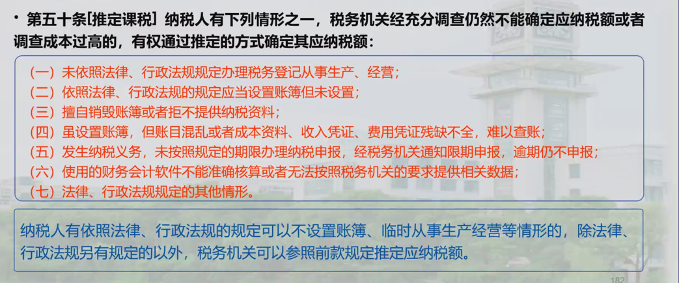 • 第五十条[推定课税] 纳税人有下列情形之一，税务机关经充分调查仍然不能确定应纳税额或者
调查成本过高的，有权通过推定的方式确定其应纳税额：
（一）未依照法律、行政法规规定办理税务登记从事生产、经营；
（二）依照法律、行政法规的规定应当设置账簿但未设置；
（三）擅自销毁账簿或者拒不提供纳税资料；
（四）虽设置账簿，但账目混乱或者成本资料、收入凭证、费用凭证残缺不全，难以查账；
（五）发生纳税义务，未按照规定的期限办理纳税申报，经税务机关通知限期申报，逾期仍不申报；
（六）使用的财务会计软件不能准确核算或者无法按照税务机关的要求提供相关数据；
（七）法律、行政法规规定的其他情形。
纳税人有依照法律、行政法规的规定可以不设置账簿、临时从事生产经营等情形的，除法律、
行政法规另有规定的以外，税务机关可以参照前款规定推定应纳税额。
182